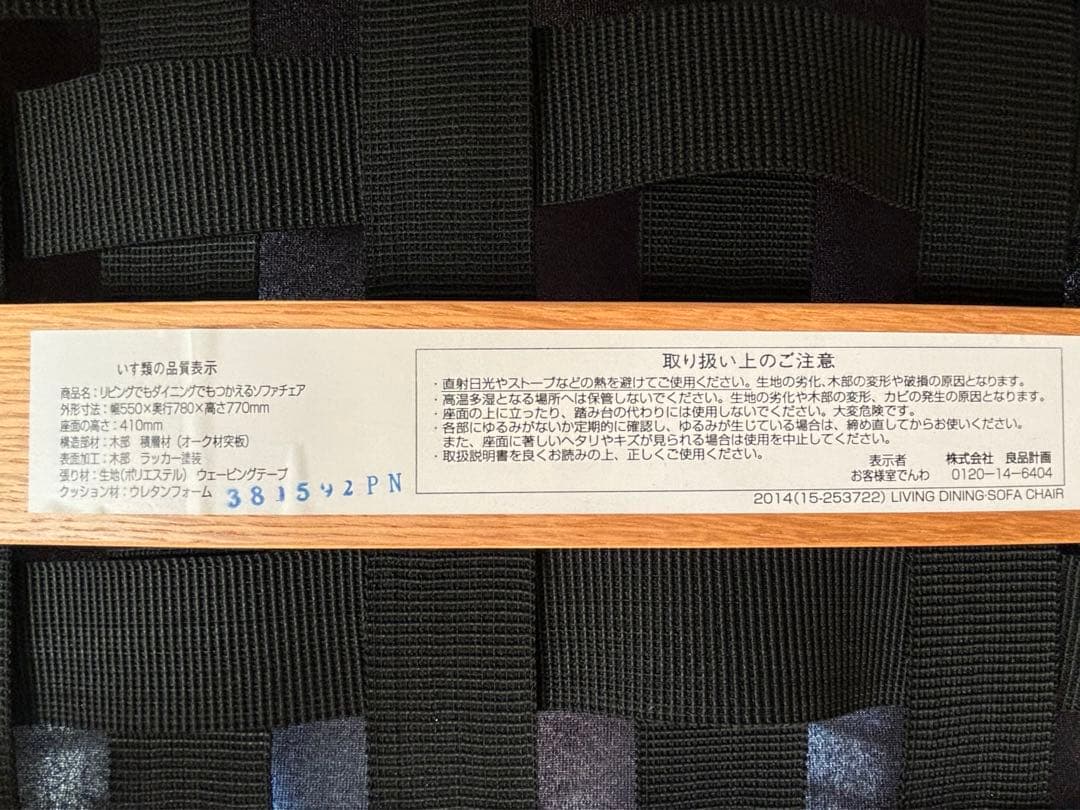 いす類の品質表示
商品名：リビングでもダイニングでもつかえるソファチェア
外形寸法：幅550×奥行780×高さ770mm
座面の高さ：410mm
構造部材：木部 積層材（オーク材突板）
表面加工：木部 ラッカー塗装
張り材：生地（ポリエステル） ウェービングテープ
クッション材：ウレタンフォーム
381592PN
取り扱い上のご注意
・直射日光やストーブなどの熱を避けてご使用ください。生地の劣化、木部の変形や破損の原因となります。
・高温多湿となる場所へは保管しないでください。生地の劣化や木部の変形、カビの発生の原因となります。
・座面の上に立ったり、踏み台の代わりには使用しないでください。大変危険です。
・各部にゆるみがないか定期的に確認し、ゆるみが生じている場合は、締め直してからお使いください。
また、座面に著しいヘタリやキズが見られる場合は使用を中止してください。
・取扱説明書を良くお読みの上、正しくご使用ください。
表示者 株式会社 良品計画
お客様室でんわ 0120-14-6404
2014(15-253722) LIVING DINING·SOFA CHAIR